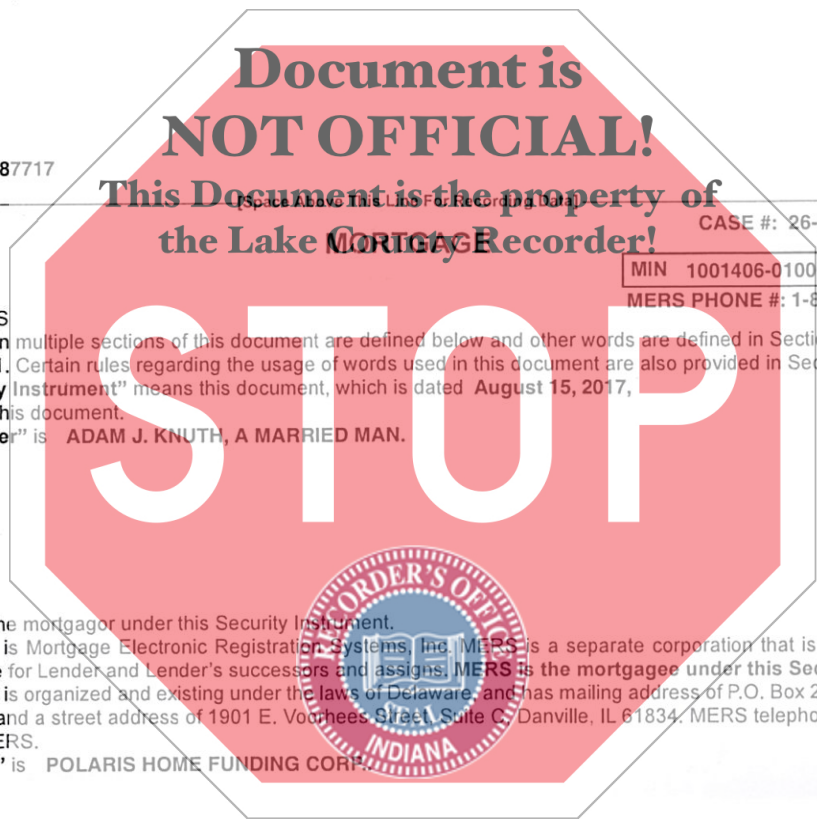 Document is
NOT OFFICIAL!
87717
This Document is the property of
[Space Above This Line For Recording Data]
the Lake County Recorder!
MORTGAGE
CASE #: 26-
MIN 1001406-0100
MERS PHONE #: 1-8
S
n multiple sections of this document are defined below and other words are defined in Secti
1. Certain rules regarding the usage of words used in this document are also provided in Sec
y Instrument” means this document, which is dated August 15, 2017,
his document.
er” is ADAM J. KNUTH, A MARRIED MAN.
STOP
he mortgagor under this Security Instrument.
is Mortgage Electronic Registration Systems, Inc. MERS is a separate corporation that is
e for Lender and Lender’s successors and assigns. MERS is the mortgagee under this Sec
is organized and existing under the laws of Delaware, and has mailing address of P.O. Box 2
and a street address of 1901 E. Voorhees Street, Suite C, Danville, IL 61834. MERS telepho
ERS.
” is POLARIS HOME FUNDING CORP..
RECORDER'S OFFICE
SEAL
INDIANA